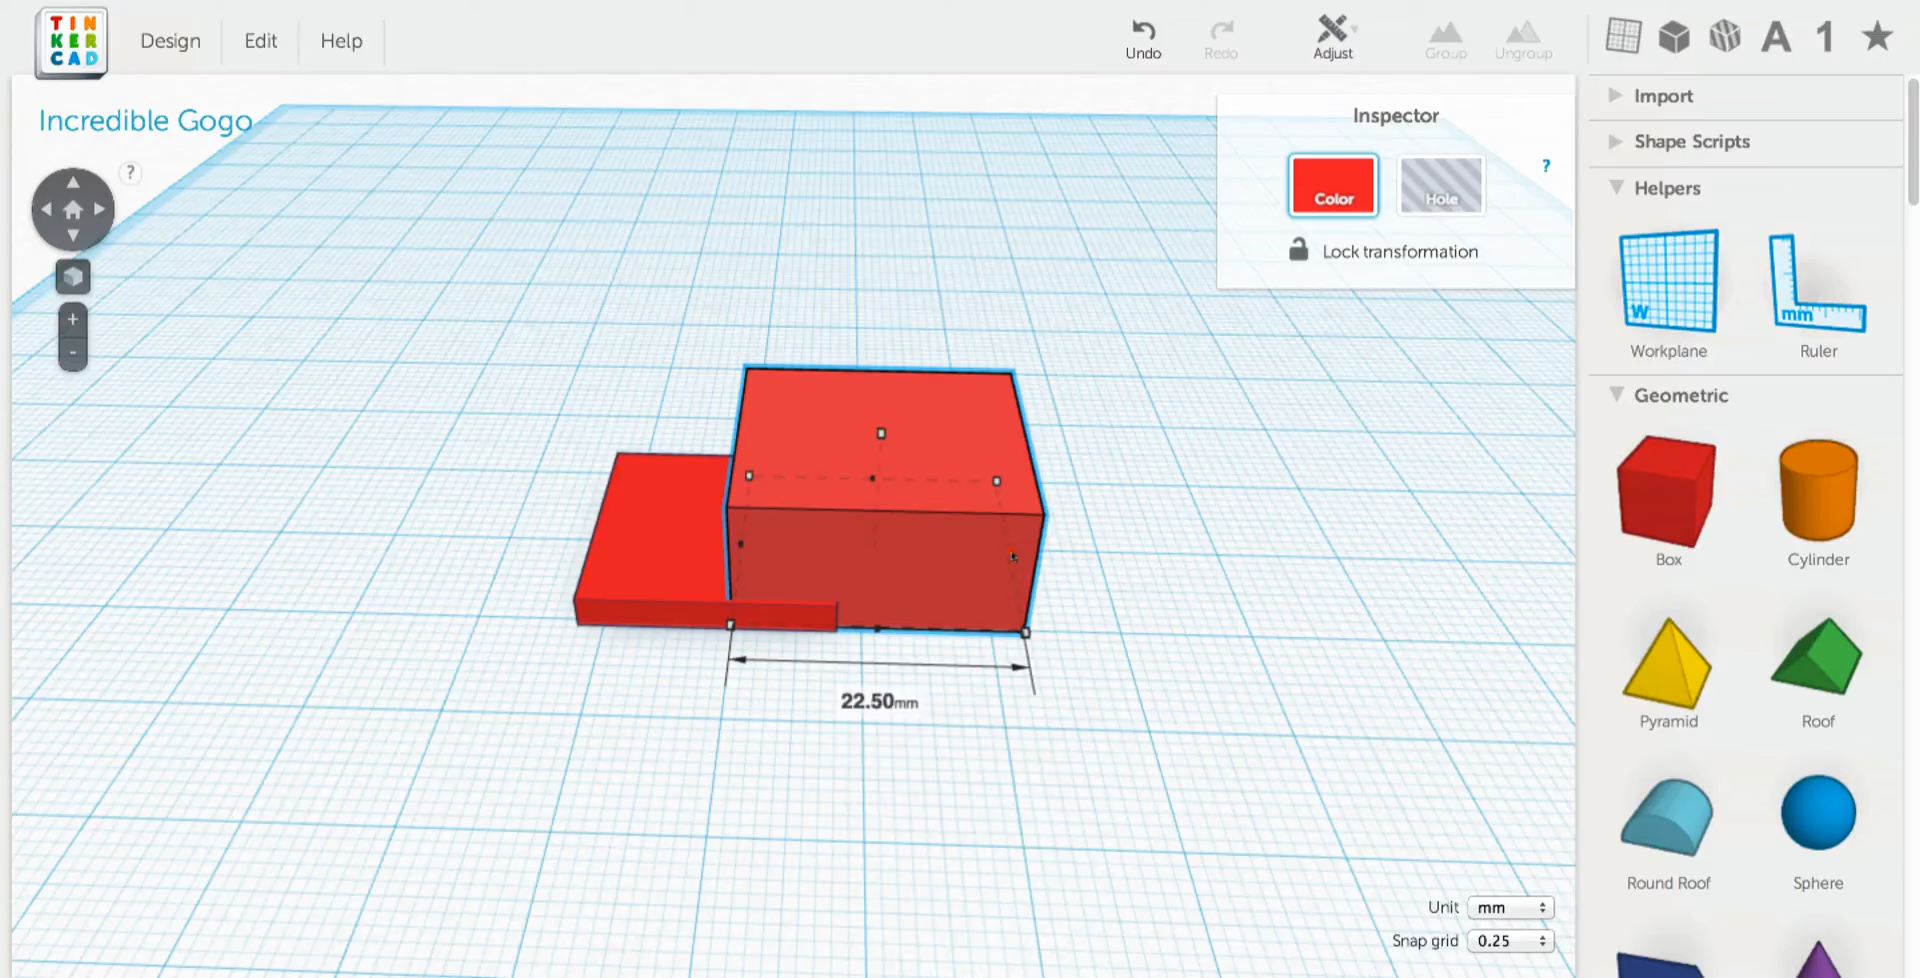 TIN
KER
CAD
Design
Edit
Help
Undo
Redo
Adjust
Group
Ungroup
A
1
Incredible Gogo
?
+
-
Inspector
Color
Hole
?
Lock transformation
22.50mm
Unit mm
Snap grid 0.25
Import
Shape Scripts
Helpers
W
mm
Workplane
Ruler
Geometric
Box
Cylinder
Pyramid
Roof
Round Roof
Sphere